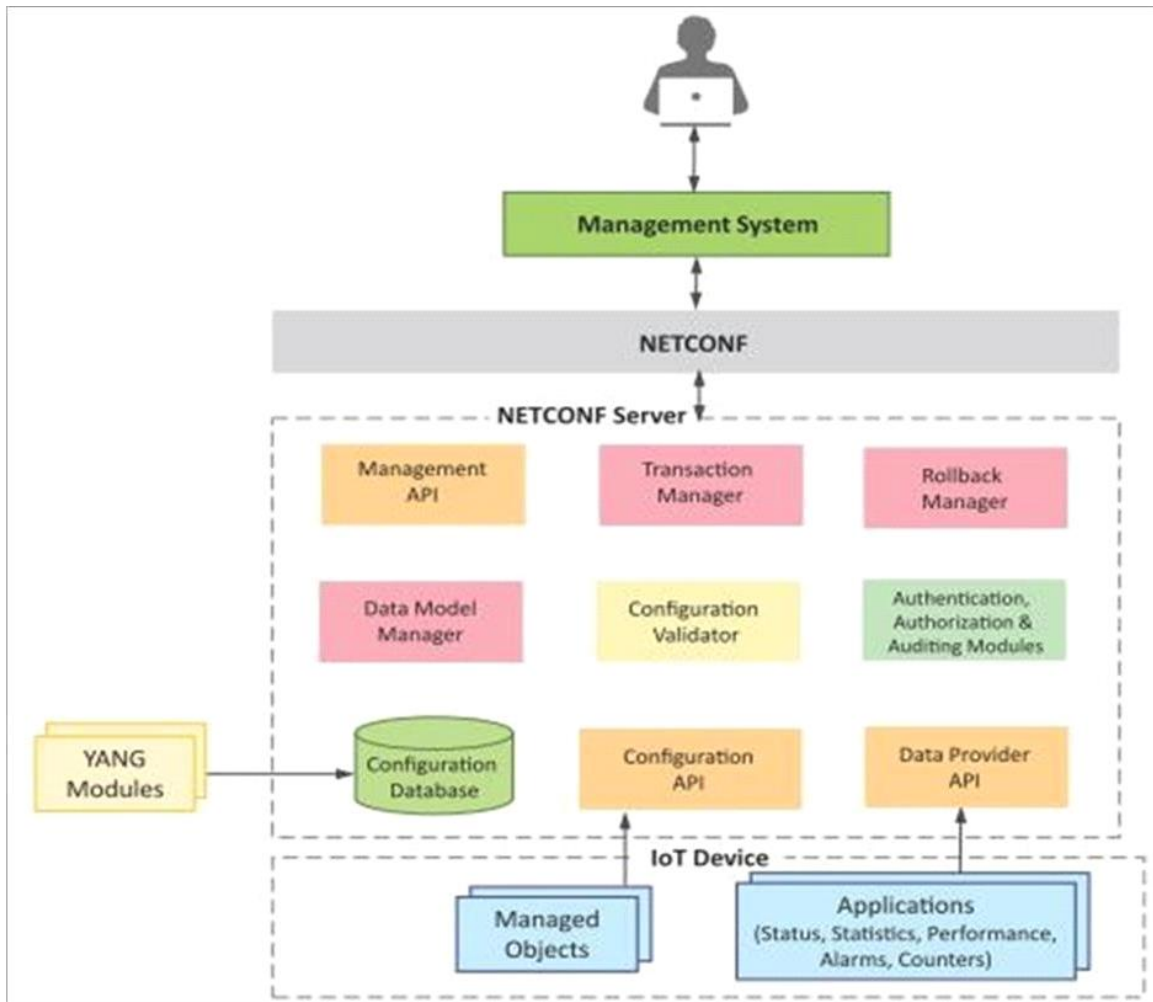 Management System
NETCONF
NETCONF Server
Management
API
Transaction
Manager
Rollback
Manager
Data Model
Manager
Configuration
Validator
Authentication,
Authorization &
Auditing Modules
YANG
Modules
Configuration
Database
Configuration
API
Data Provider
API
IoT Device
Managed
Objects
Applications
(Status, Statistics, Performance,
Alarms, Counters)